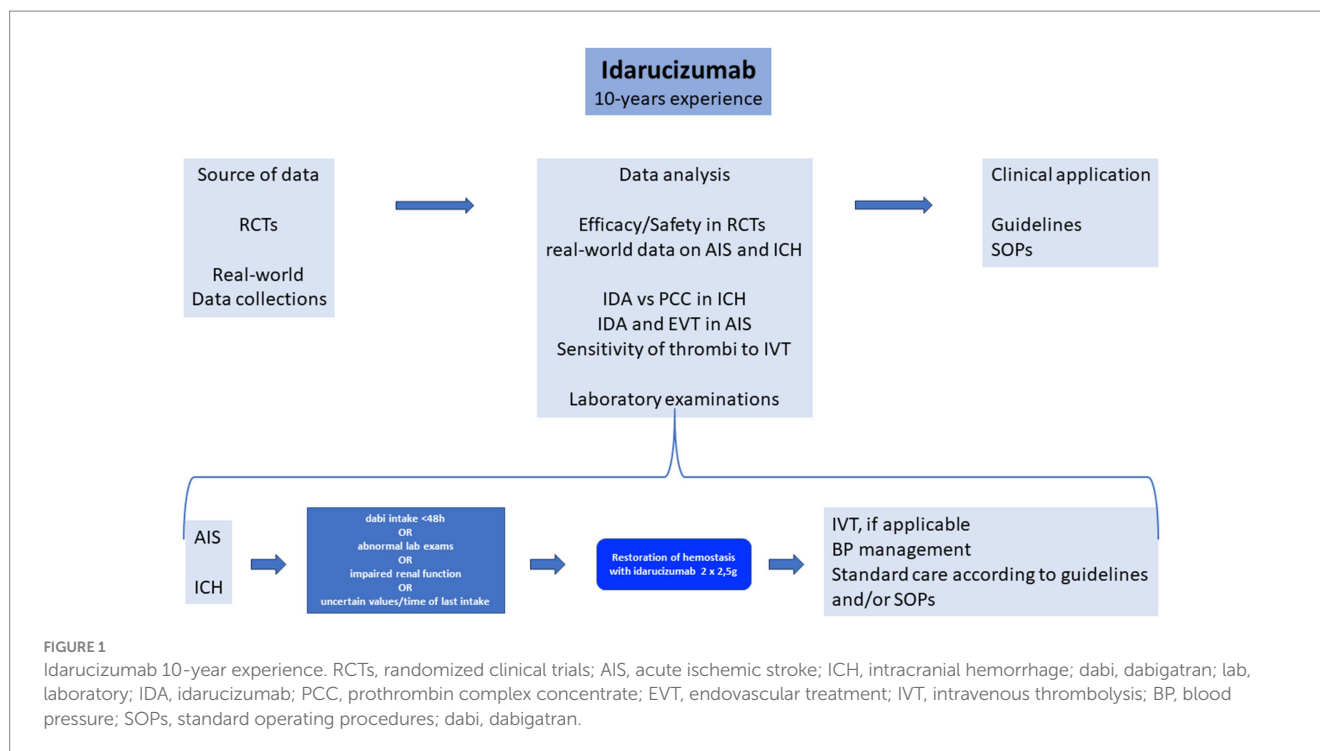 Idarucizumab
10-years experience
Source of data
RCTs
Real-world
Data collections
Data analysis
Efficacy/Safety in RCTs
real-world data on AIS and ICH
IDA vs PCC in ICH
IDA and EVT in AIS
Sensitivity of thrombi to IVT
Laboratory examinations
Clinical application
Guidelines
SOPs
AIS
ICH
dabi intake <48h
OR
abnormal lab exams
OR
impaired renal function
OR
uncertain values/time of last intake
Restoration of hemostasis
with idarucizumab 2 x 2,5g
IVT, if applicable
BP management
Standard care according to guidelines
and/or SOPs
FIGURE 1
Idarucizumab 10-year experience. RCTs, randomized clinical trials; AIS, acute ischemic stroke; ICH, intracranial hemorrhage; dabi, dabigatran; lab,
laboratory; IDA, idarucizumab; PCC, prothrombin complex concentrate; EVT, endovascular treatment; IVT, intravenous thrombolysis; BP, blood
pressure; SOPs, standard operating procedures; dabi, dabigatran.